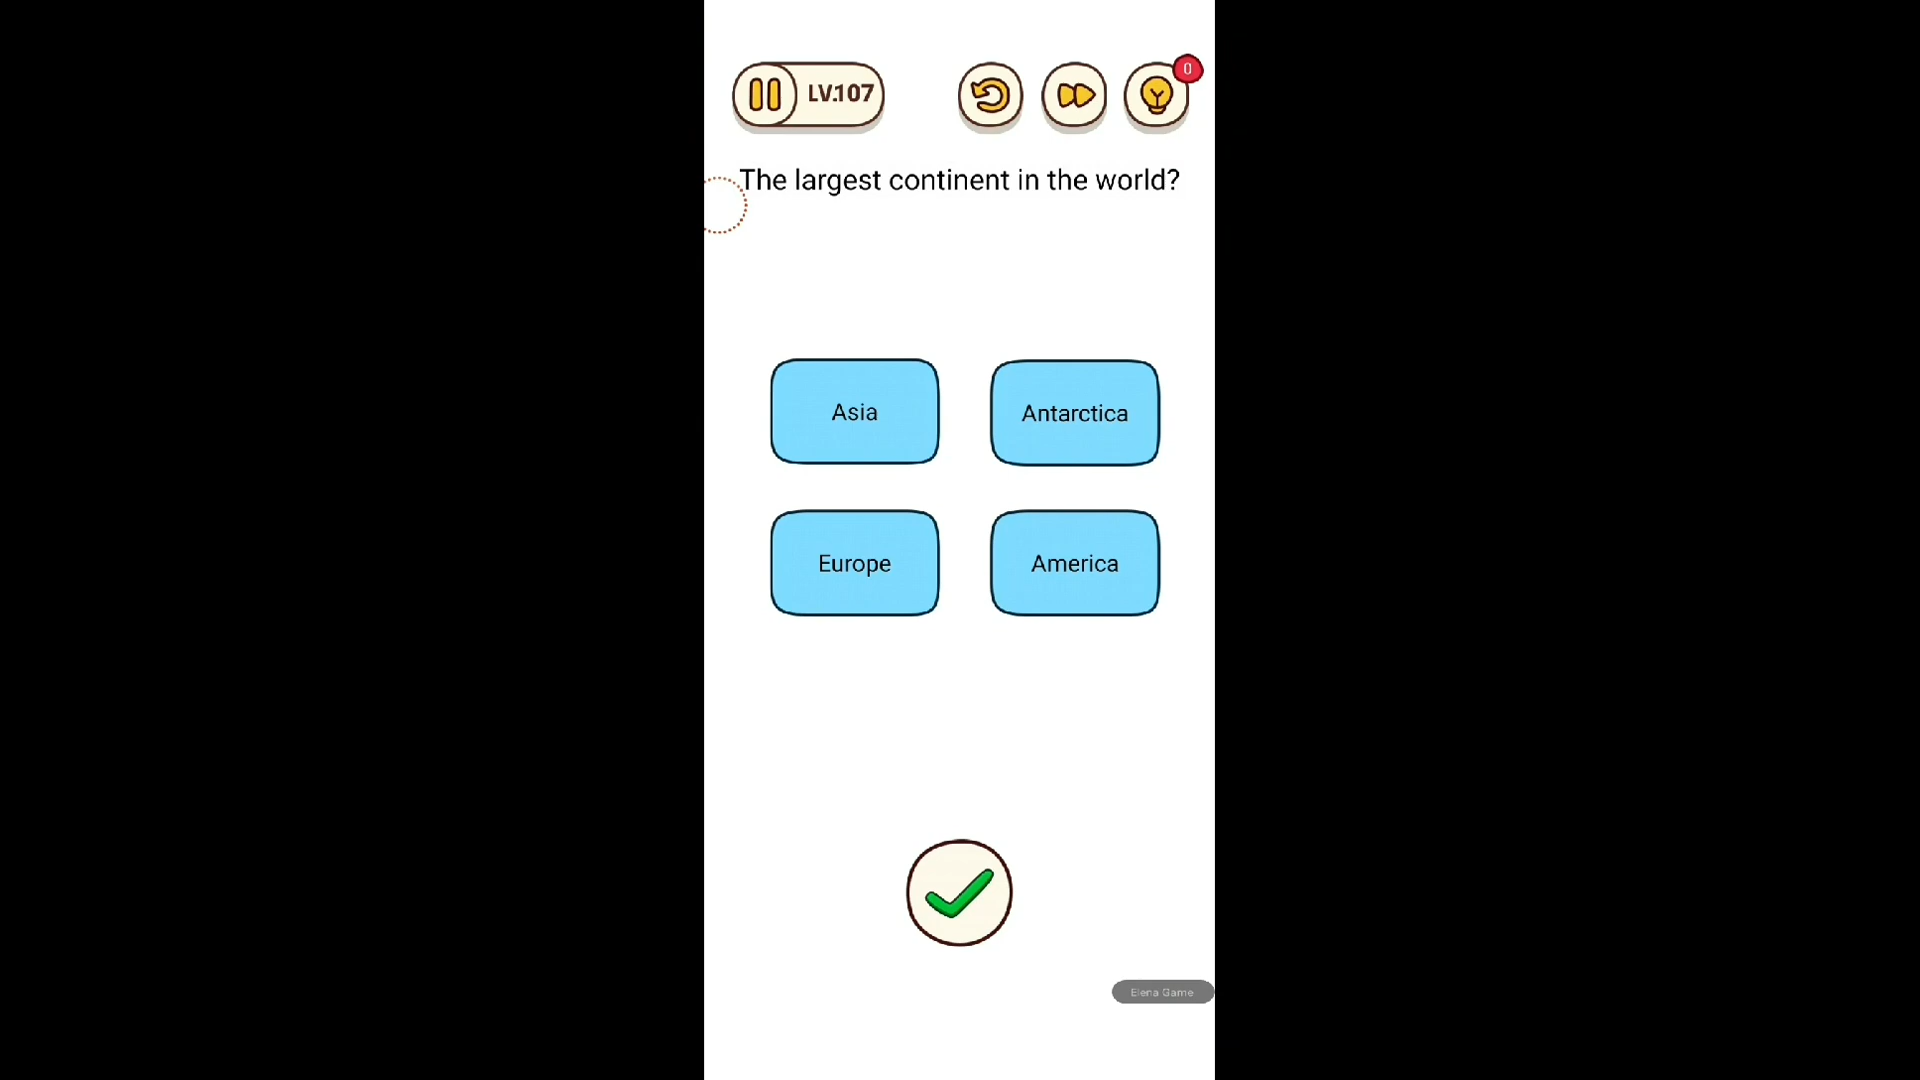 LV.107
0
The largest continent in the world?
Asia
Antarctica
Europe
America
Elena Game